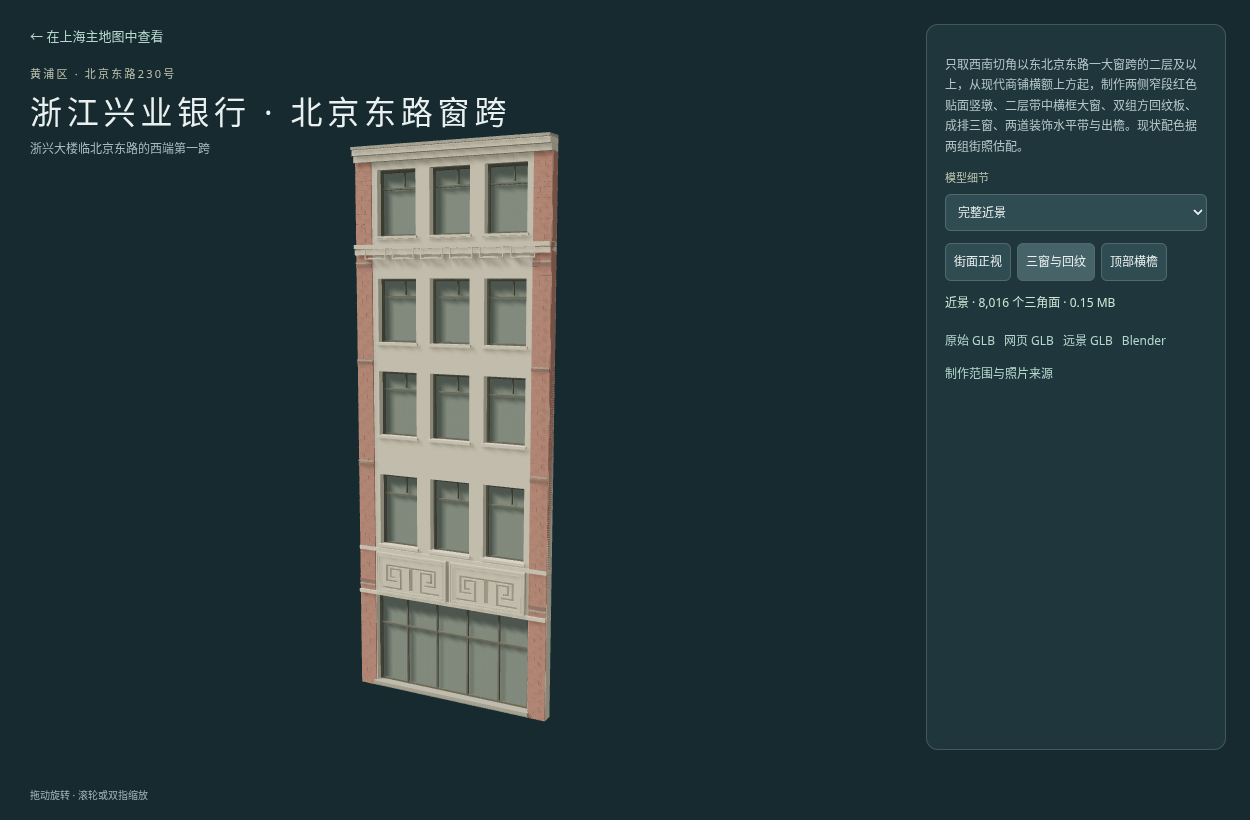 ← 在上海主地图中查看
黄浦区 · 北京东路230号
浙江兴业银行 · 北京东路窗跨
浙兴大楼临北京东路的西端第一跨
只取西南切角以东北京东路一大窗跨的二层及以
上，从现代商铺横额上方起，制作两侧窄段红色
贴面竖墩、二层带中横框大窗、双组方回纹板、
成排三窗、两道装饰水平带与出檐。现状配色据
两组街照估配。
模型细节
完整近景
街面正视 三窗与回纹 顶部横檐
近景 · 8,016 个三角面 · 0.15 MB
原始 GLB 网页 GLB 远景 GLB Blender
制作范围与照片来源
拖动旋转 · 滚轮或双指缩放